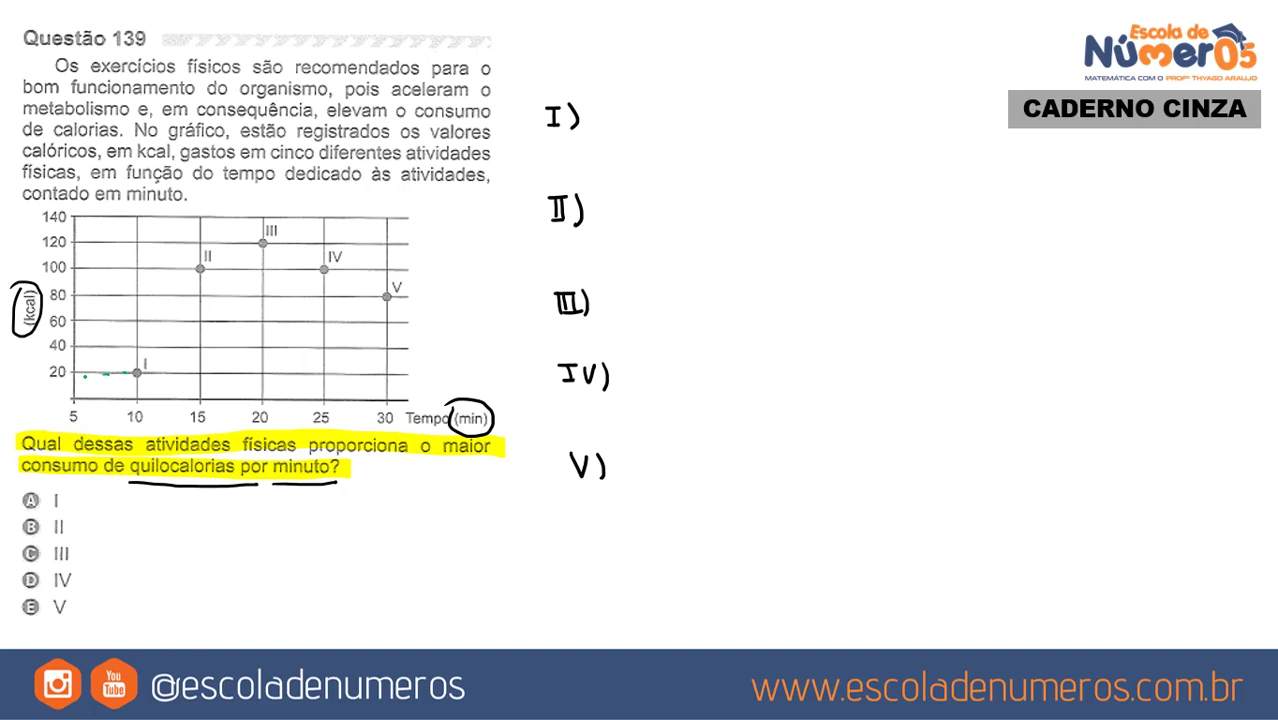 Questão 139
Os exercícios físicos são recomendados para o
bom funcionamento do organismo, pois aceleram o
metabolismo e, em consequência, elevam o consumo
de calorias. No gráfico, estão registrados os valores
calóricos, em kcal, gastos em cinco diferentes atividades
físicas, em função do tempo dedicado às atividades,
contado em minuto.
140
120
100
80
60
40
20
(kcal)
I
II
III
IV
V
5 10 15 20 25 30 Tempo (min)
Qual dessas atividades físicas proporciona o maior
consumo de quilocalorias por minuto?
A I
B II
C III
D IV
E V
I)
II)
III)
IV)
V)
Escola de
NúmerOs
MATEMÁTICA COM O PROFº THYAGO ARAUJO
CADERNO CINZA
You
Tube
@escoladenumeros
www.escoladenumeros.com.br